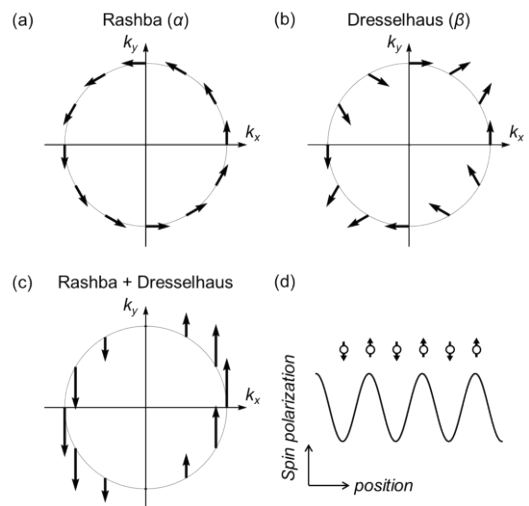 (a) Rashba (α)
k_y
k_x
(b) Dresselhaus (β)
k_y
k_x
(c) Rashba + Dresselhaus
k_y
k_x
(d)
Spin polarization
position